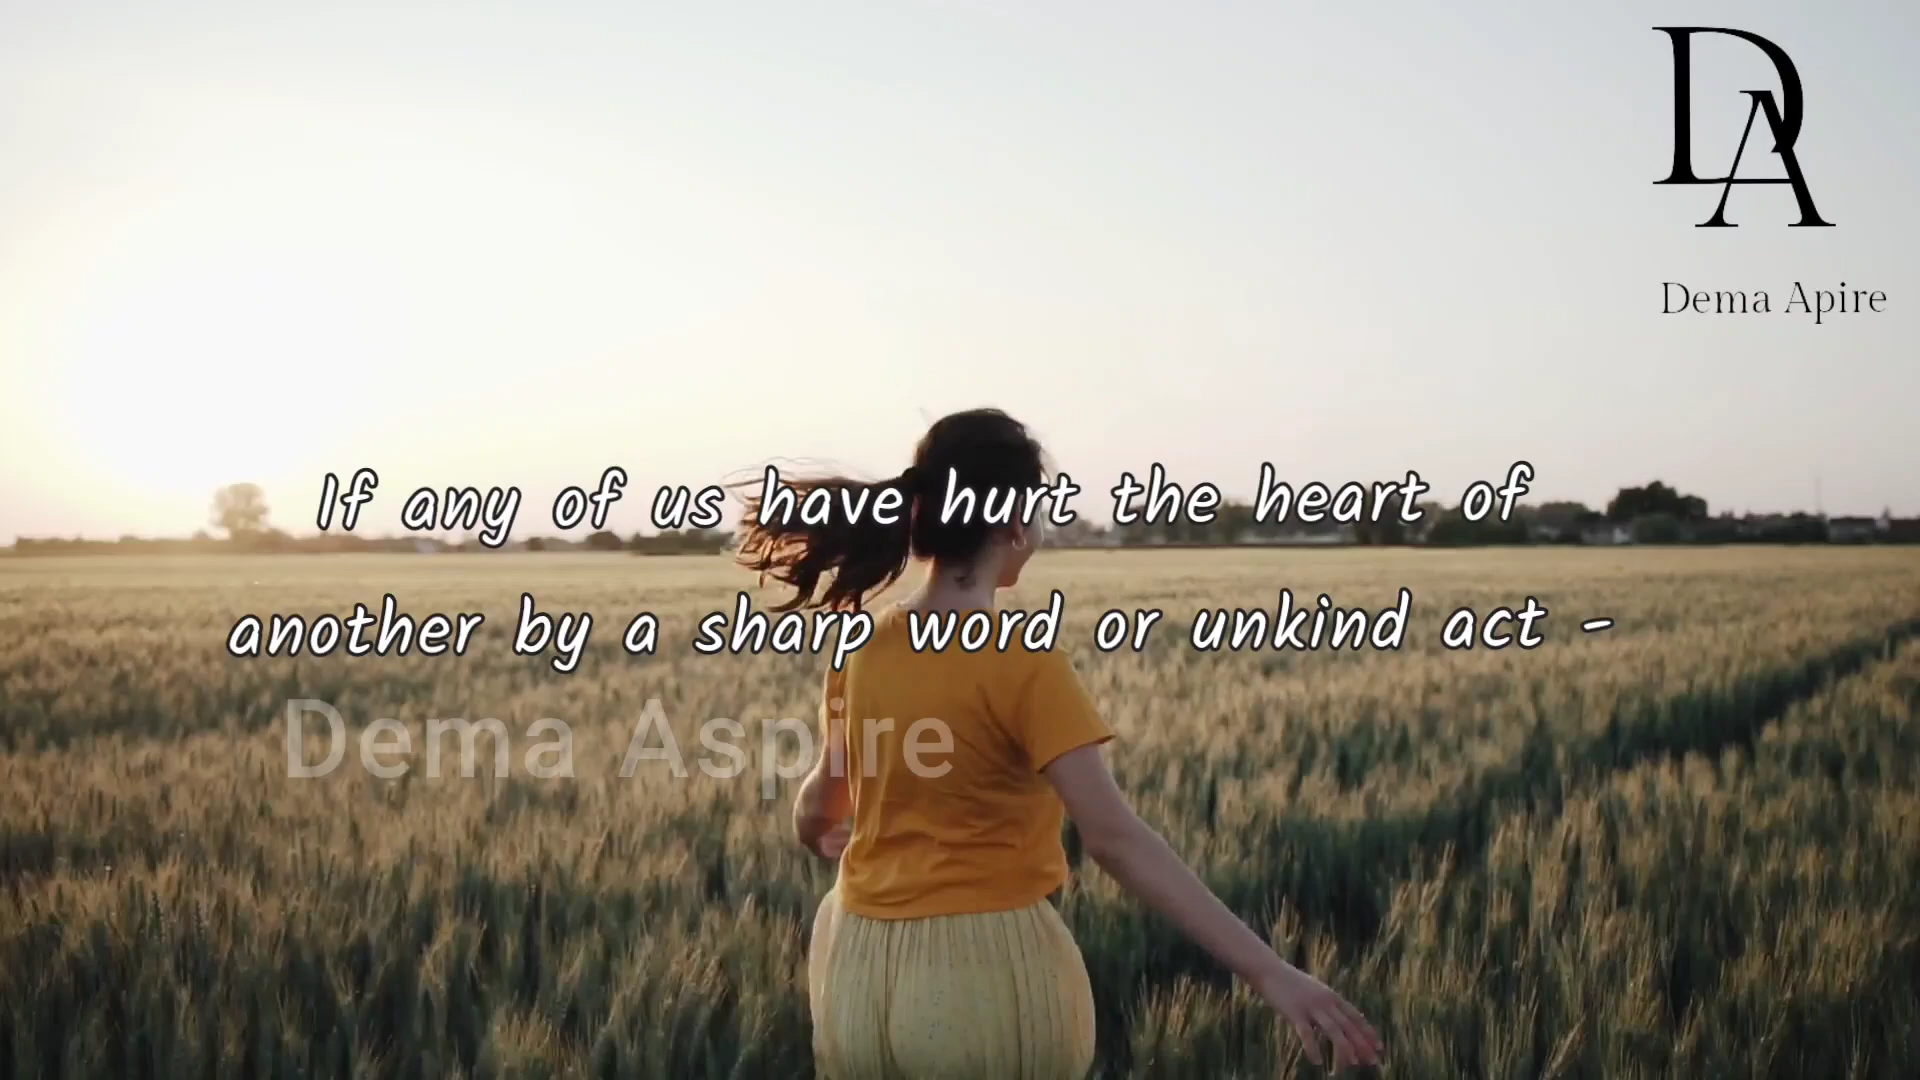 DA
Dema Apire
If any of us have hurt the heart of
another by a sharp word or unkind act -
Dema Aspire